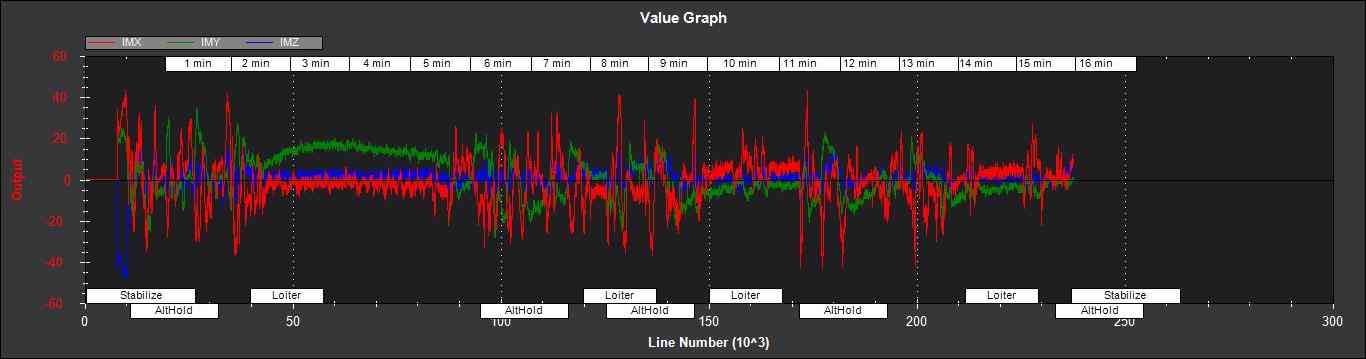 Value Graph
IMX IMY IMZ
1 min 2 min 3 min 4 min 5 min 6 min 7 min 8 min 9 min 10 min 11 min 12 min 13 min 14 min 15 min 16 min
60
40
20
0
-20
-40
-60
Output
Stabilize Loiter Loiter Loiter Loiter Stabilize
AltHold AltHold AltHold AltHold AltHold
0 50 100 150 200 250 300
Line Number (10^3)